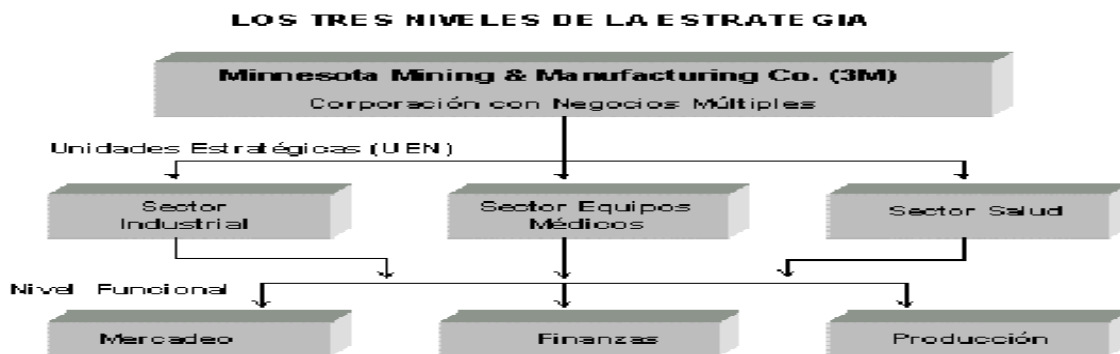 LOS TRES NIVELES DE LA ESTRATEGIA
Minnesota Mining & Manufacturing Co. (3M)
Corporación con Negocios Múltiples
Unidades Estratégicas (UEN)
Sector
Industrial
Sector Equipos
Médicos
Sector Salud
Nivel Funcional
Mercadeo
Finanzas
Producción